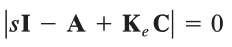 |sI − A + KₑC| = 0